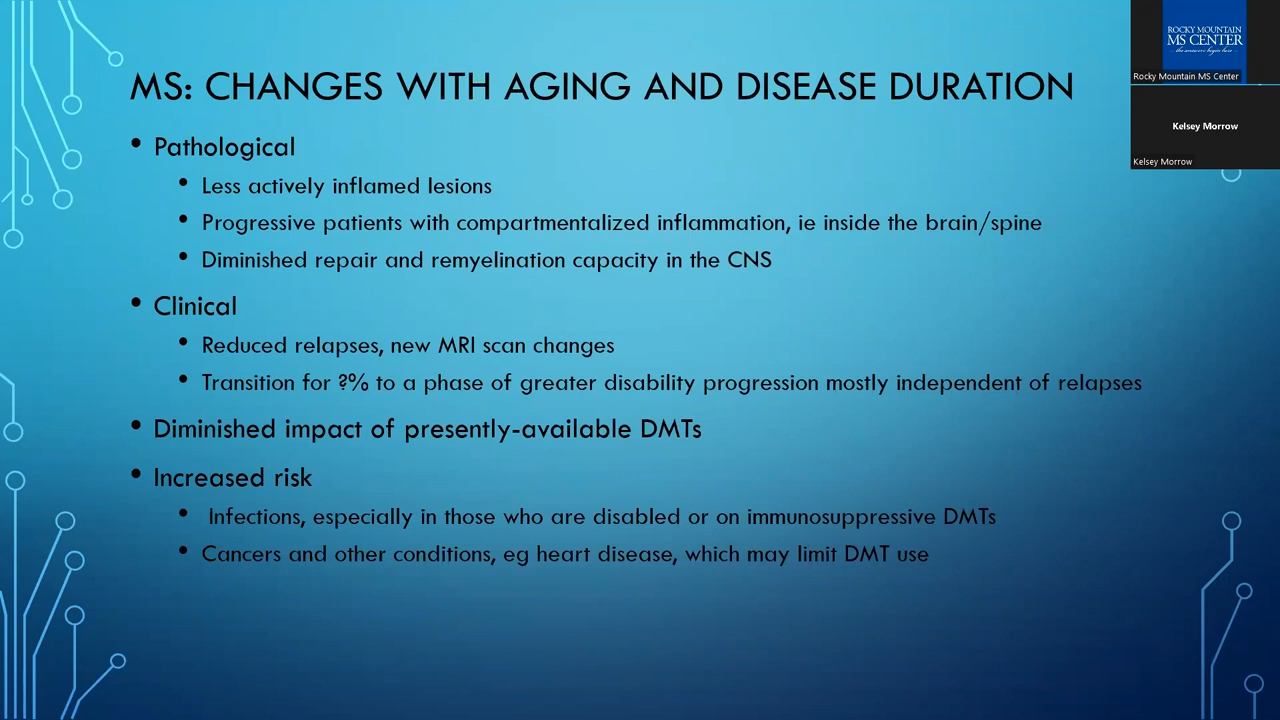 MS: CHANGES WITH AGING AND DISEASE DURATION
• Pathological
• Less actively inflamed lesions
• Progressive patients with compartmentalized inflammation, ie inside the brain/spine
• Diminished repair and remyelination capacity in the CNS
• Clinical
• Reduced relapses, new MRI scan changes
• Transition for ?% to a phase of greater disability progression mostly independent of relapses
• Diminished impact of presently-available DMTs
• Increased risk
• Infections, especially in those who are disabled or on immunosuppressive DMTs
• Cancers and other conditions, eg heart disease, which may limit DMT use
ROCKY MOUNTAIN
MS CENTER
the answers begin here
Rocky Mountain MS Center
Kelsey Morrow
Kelsey Morrow